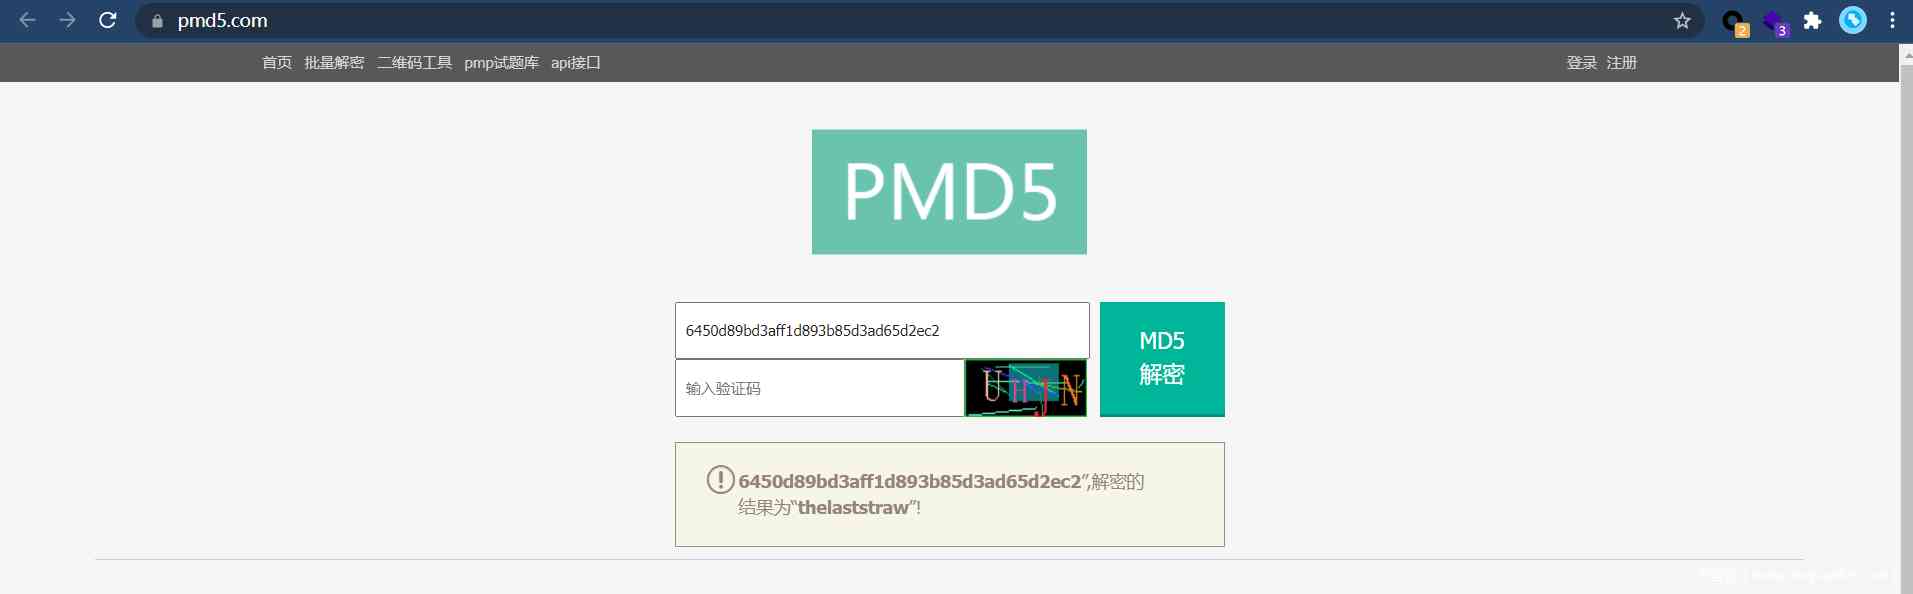 pmd5.com
2
3
首页 批量解密 二维码工具 pmp试题库 api接口
登录 注册
PMD5
6450d89bd3aff1d893b85d3ad65d2ec2
MD5
解密
输入验证码
UHJN
6450d89bd3aff1d893b85d3ad65d2ec2”,解密的
结果为“thelaststraw”!